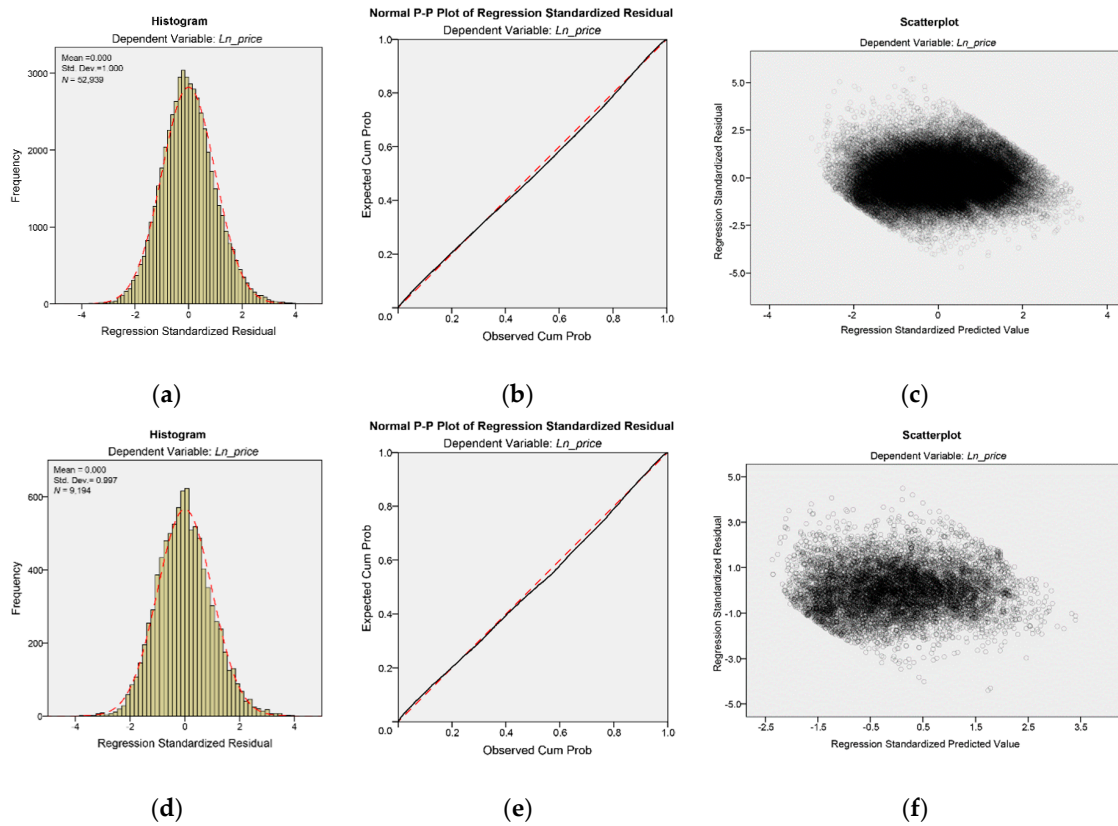 Histogram
Dependent Variable: Ln_price
Mean =0.000
Std. Dev.=1.000
N = 52,939
Frequency
3000
2000
1000
0
-4
-2
0
2
4
Regression Standardized Residual
(a)
Normal P-P Plot of Regression Standardized Residual
Dependent Variable: Ln_price
Expected Cum Prob
1.0
0.8
0.6
0.4
0.2
0.0
0.2
0.4
0.6
0.8
1.0
Observed Cum Prob
(b)
Scatterplot
Dependent Variable: Ln_price
Regression Standardized Residual
5.0
2.5
0.0
-2.5
-5.0
-4
-2
0
2
4
Regression Standardized Predicted Value
(c)
Histogram
Dependent Variable: Ln_price
Mean = 0.000
Std. Dev.= 0.997
N = 9,194
Frequency
600
400
200
0
-4
-2
0
2
4
Regression Standardized Residual
(d)
Normal P-P Plot of Regression Standardized Residual
Dependent Variable: Ln_price
Expected Cum Prob
1.0
0.8
0.6
0.4
0.2
0.0
0.2
0.4
0.6
0.8
1.0
Observed Cum Prob
(e)
Scatterplot
Dependent Variable: Ln_price
Regression Standardized Residual
5.0
3.0
1.0
-1.0
-3.0
-5.0
-2.5
-1.5
-0.5
0.5
1.5
2.5
3.5
Regression Standardized Predicted Value
(f)